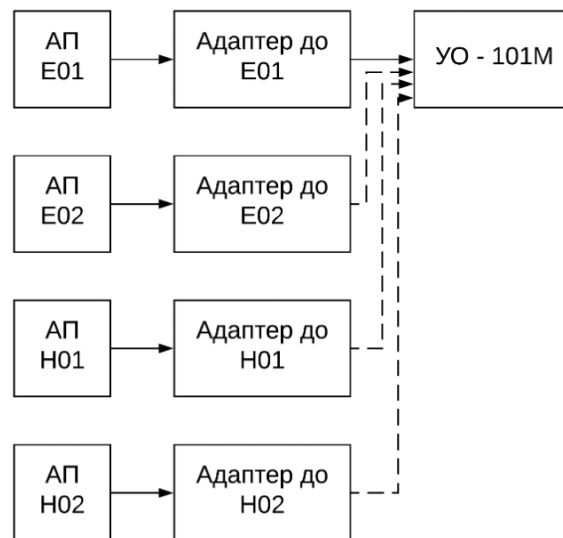 АП
Е01
Адаптер до
Е01
УО - 101М
АП
Е02
Адаптер до
Е02
АП
Н01
Адаптер до
Н01
АП
Н02
Адаптер до
Н02